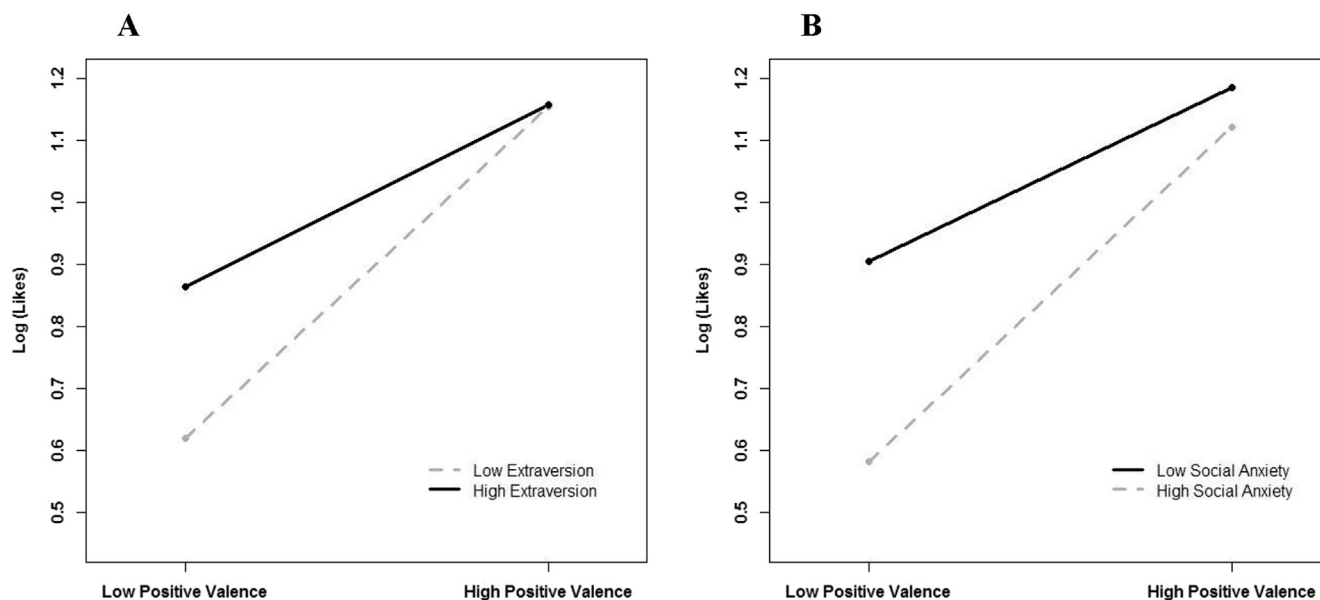 A
Log (Likes)
1.2
1.1
1.0
0.9
0.8
0.7
0.6
0.5
Low Extraversion
High Extraversion
Low Positive Valence
High Positive Valence
B
Log (Likes)
1.2
1.1
1.0
0.9
0.8
0.7
0.6
0.5
Low Social Anxiety
High Social Anxiety
Low Positive Valence
High Positive Valence